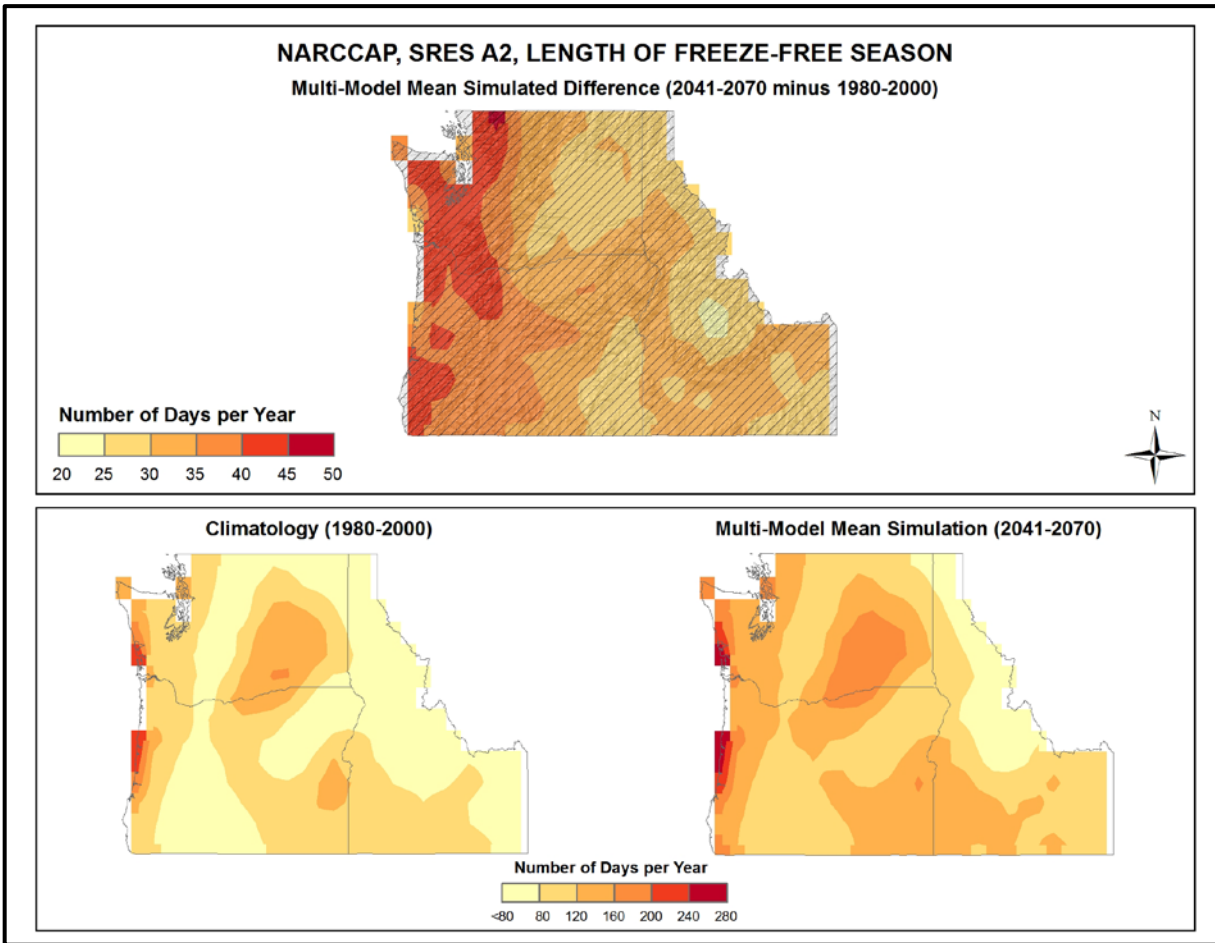 NARCCAP, SRES A2, LENGTH OF FREEZE-FREE SEASON
Multi-Model Mean Simulated Difference (2041-2070 minus 1980-2000)
Number of Days per Year
20 25 30 35 40 45 50
N
Climatology (1980-2000)
Multi-Model Mean Simulation (2041-2070)
Number of Days per Year
<80 80 120 160 200 240 280